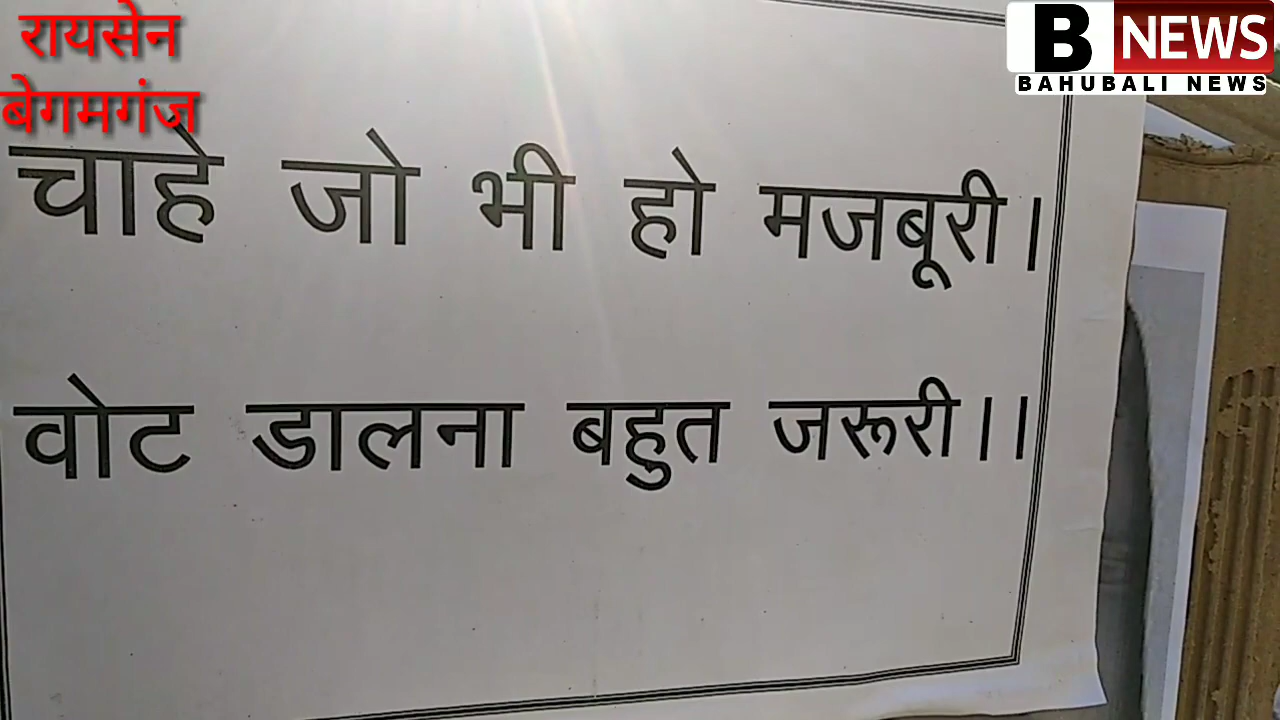 रायसेन
बेगमगंज
B NEWS
BAHUBALI NEWS
चाहे जो भी हो मजबूरी।
वोट डालना बहुत जरूरी।।